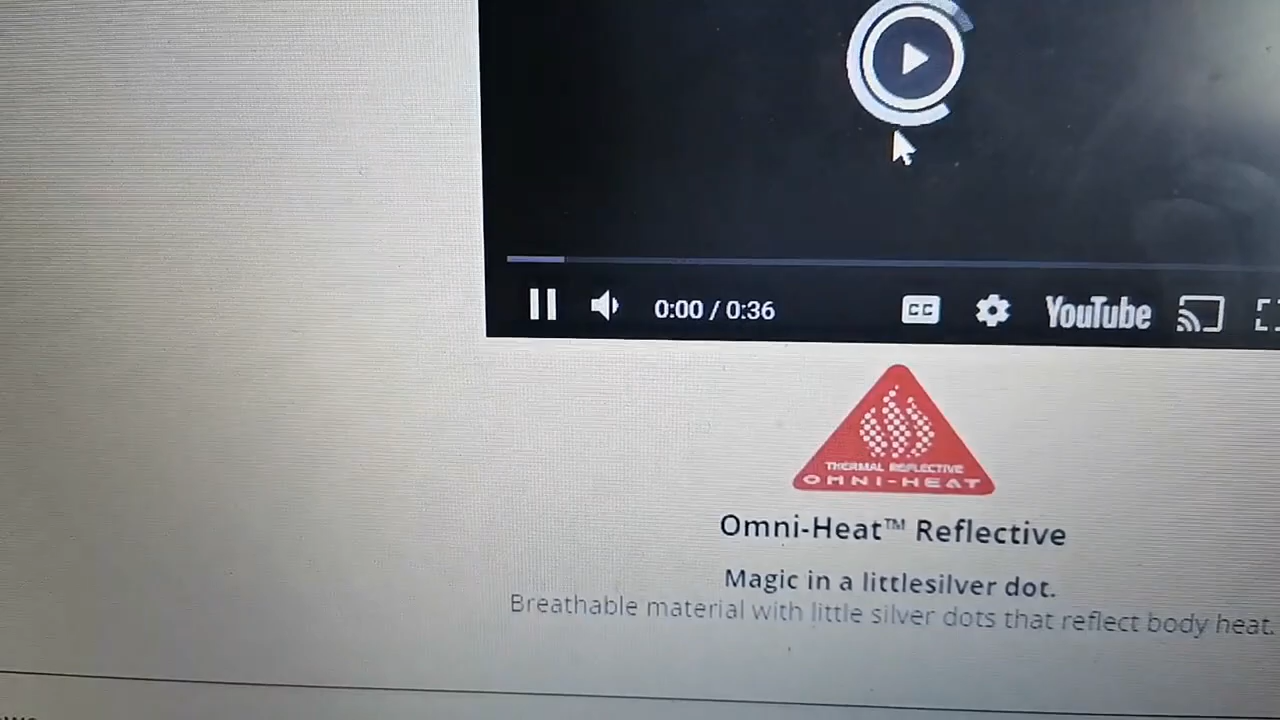 0:00 / 0:36
CC
YouTube
THERMAL REFLECTIVE
OMNI-HEAT
Omni-Heat™ Reflective
Magic in a littlesilver dot.
Breathable material with little silver dots that reflect body heat.